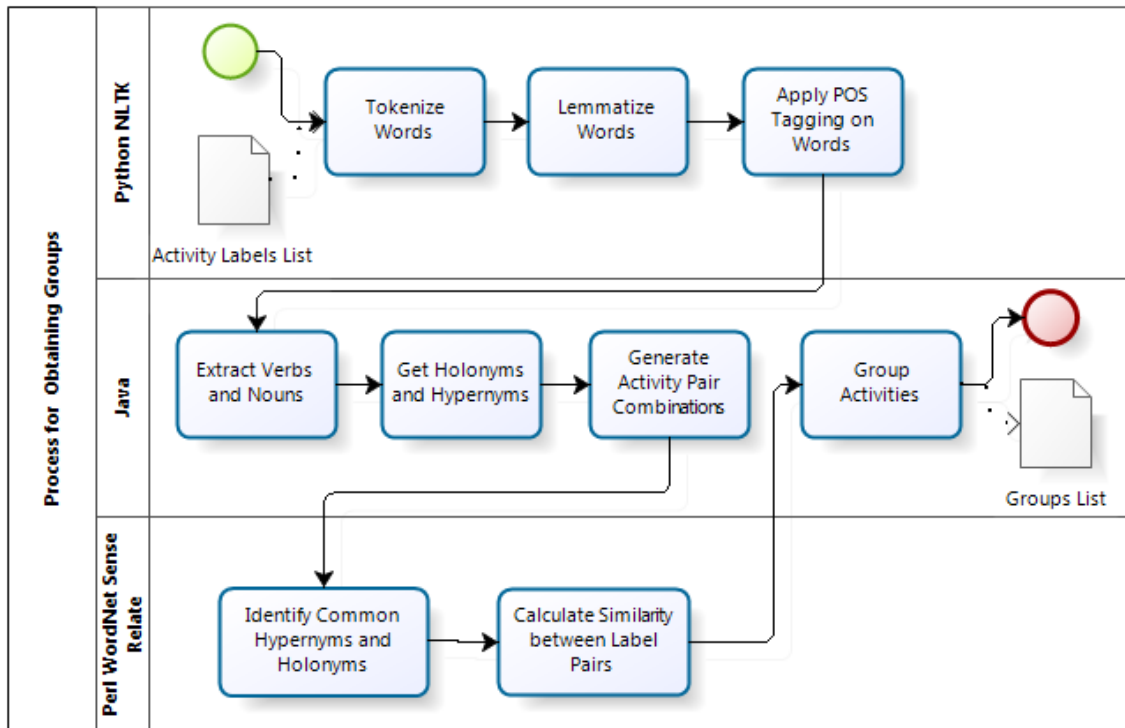 Process for Obtaining Groups
Python NLTK
Tokenize
Words
Lemmatize
Words
Apply POS
Tagging on
Words
Activity Labels List
Java
Extract Verbs
and Nouns
Get Holonyms
and Hypernyms
Generate
Activity Pair
Combinations
Group
Activities
Groups List
Perl WordNet Sense
Relate
Identify Common
Hypernyms and
Holonyms
Calculate Similarity
between Label
Pairs